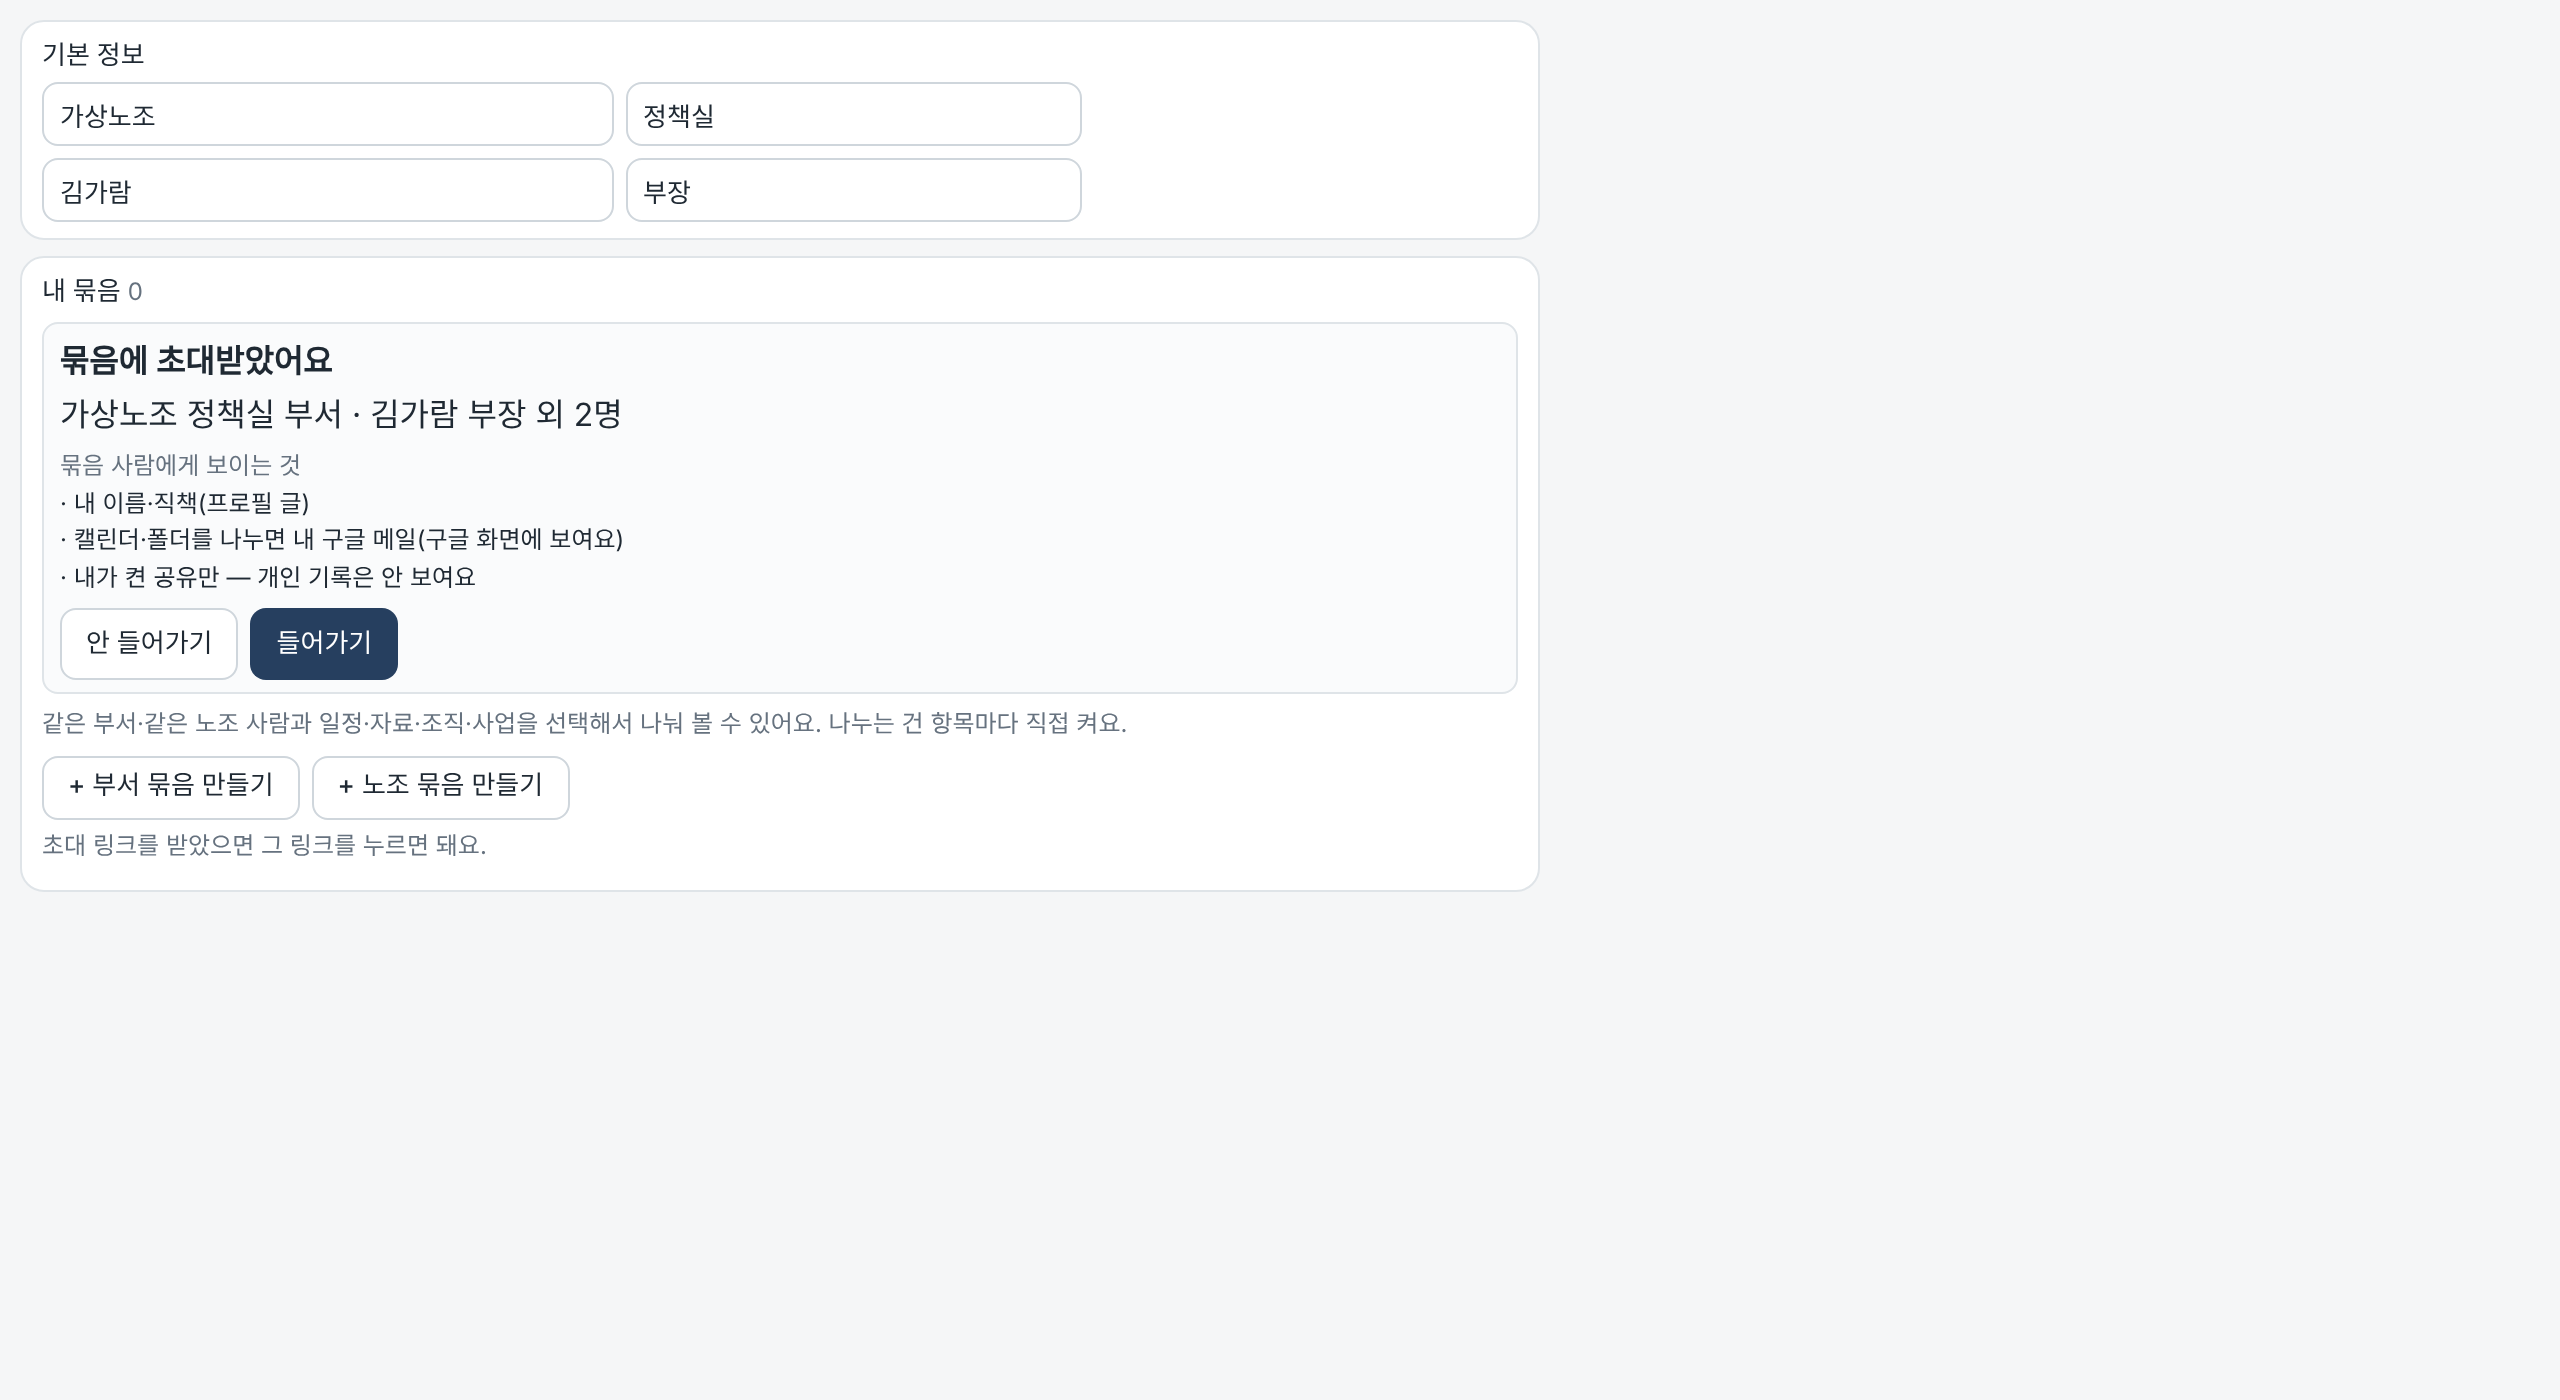 기본 정보
가상노조 정책실
김가람 부장
내 묶음 0
묶음에 초대받았어요
가상노조 정책실 부서 · 김가람 부장 외 2명
묶음 사람에게 보이는 것
· 내 이름·직책(프로필 글)
· 캘린더·폴더를 나누면 내 구글 메일(구글 화면에 보여요)
· 내가 켠 공유만 — 개인 기록은 안 보여요
안 들어가기 들어가기
같은 부서·같은 노조 사람과 일정·자료·조직·사업을 선택해서 나눠 볼 수 있어요. 나누는 건 항목마다 직접 켜요.
+ 부서 묶음 만들기 + 노조 묶음 만들기
초대 링크를 받았으면 그 링크를 누르면 돼요.